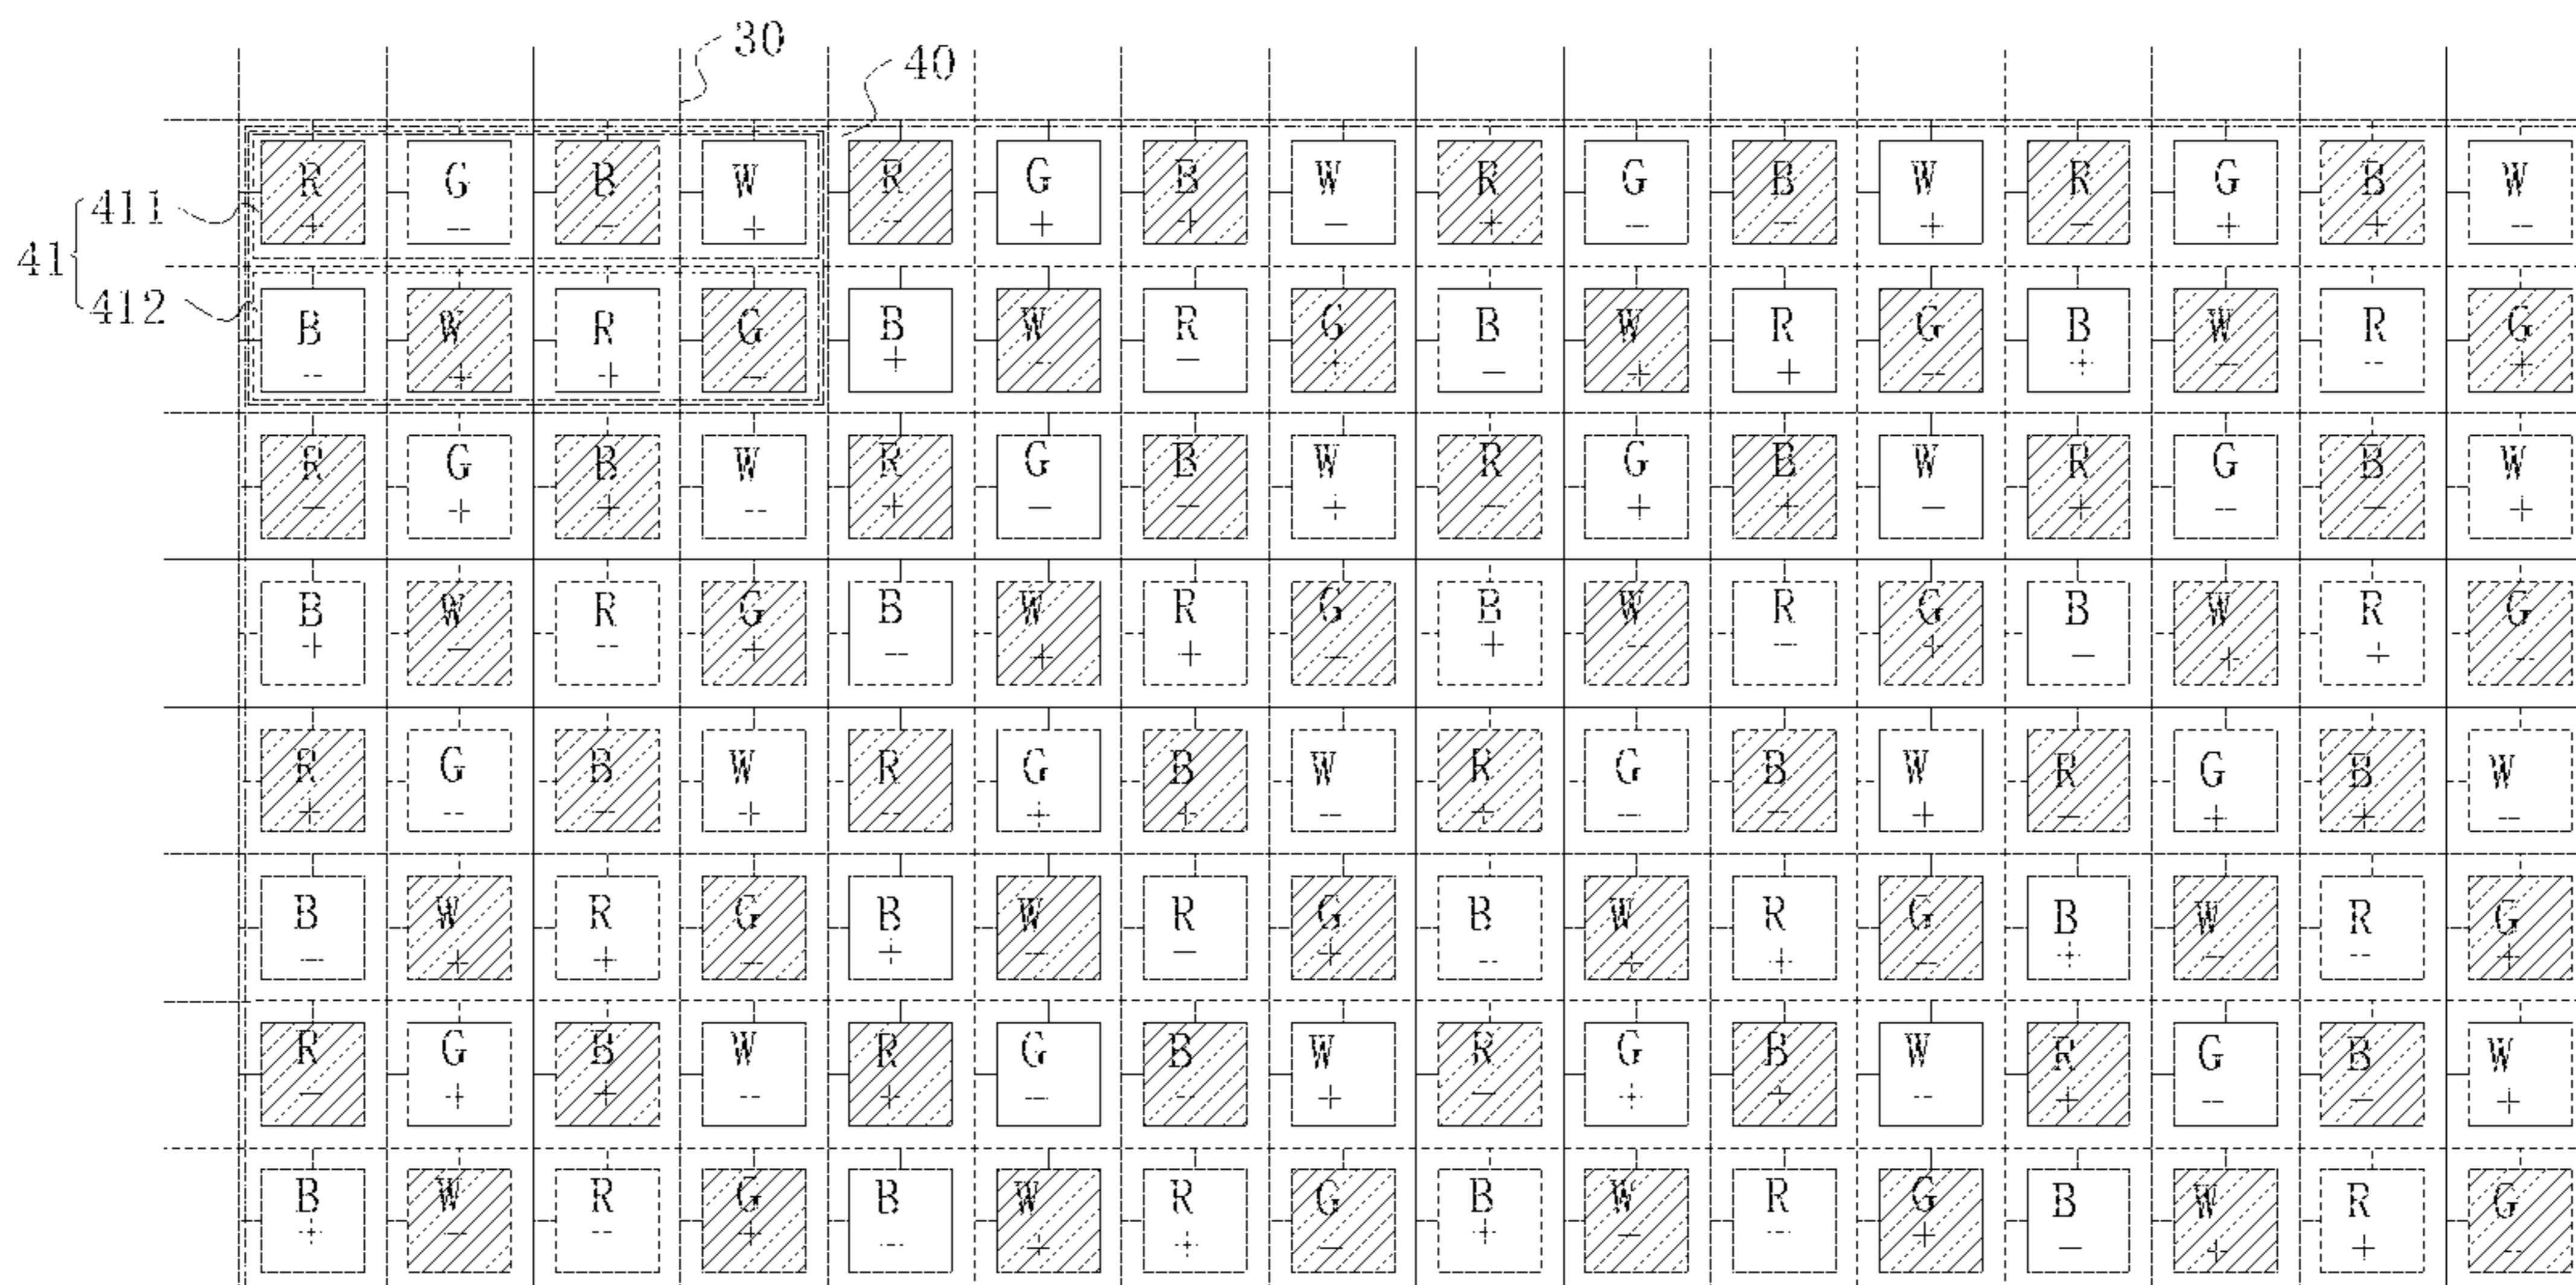 30
40
R G B W R G B W R G B W R G B W
411
+ -- - + - + + - + - - + - + + -
41
B W R G B W R G B W R G B W R G
412
-- + + - + - - + - + + - + - -- +
R G B W R G B W R G B W R G B W
- + + -- + - - + - + + - + -- - +
B W R G B W R G B W R G B W R G
+ - -- + -- + + - + -- - + - + + --
R G B W R G B W R G B W R G B W
+ -- - + -- + + -- + - - + - + + --
B W R G B W R G B W R G B W R G
- + + - + - - + -- + + - + - -- +
R G B W R G B W R G B W R G B W
- + + -- + - -- + - + + -- + -- - +
B W R G B W R G B W R G B W R G
+ - -- + -- + + - + - -- + - + + --